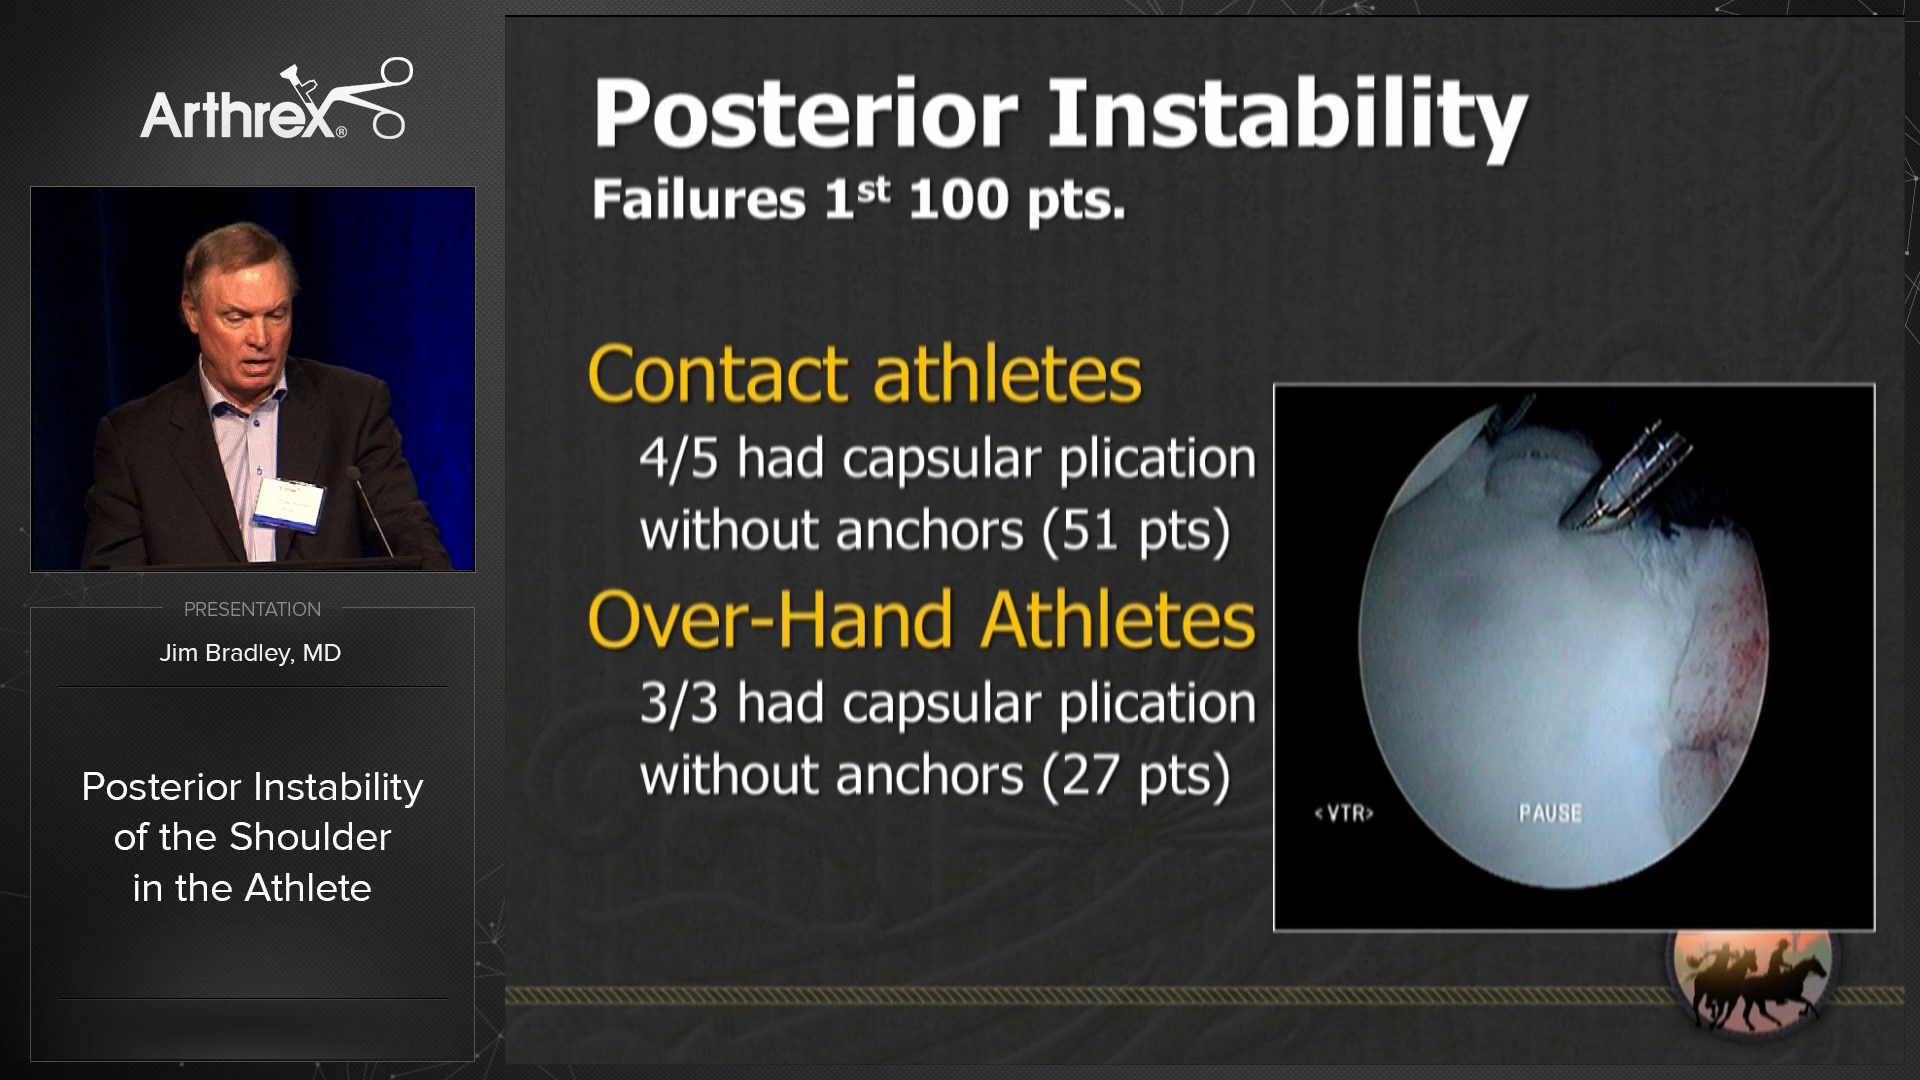 Arthrex®
PRESENTATION
Jim Bradley, MD
Posterior Instability
of the Shoulder
in the Athlete
Posterior Instability
Failures 1st 100 pts.
Contact athletes
4/5 had capsular plication
without anchors (51 pts)
Over-Hand Athletes
3/3 had capsular plication
without anchors (27 pts)
<VTR>
PAUSE